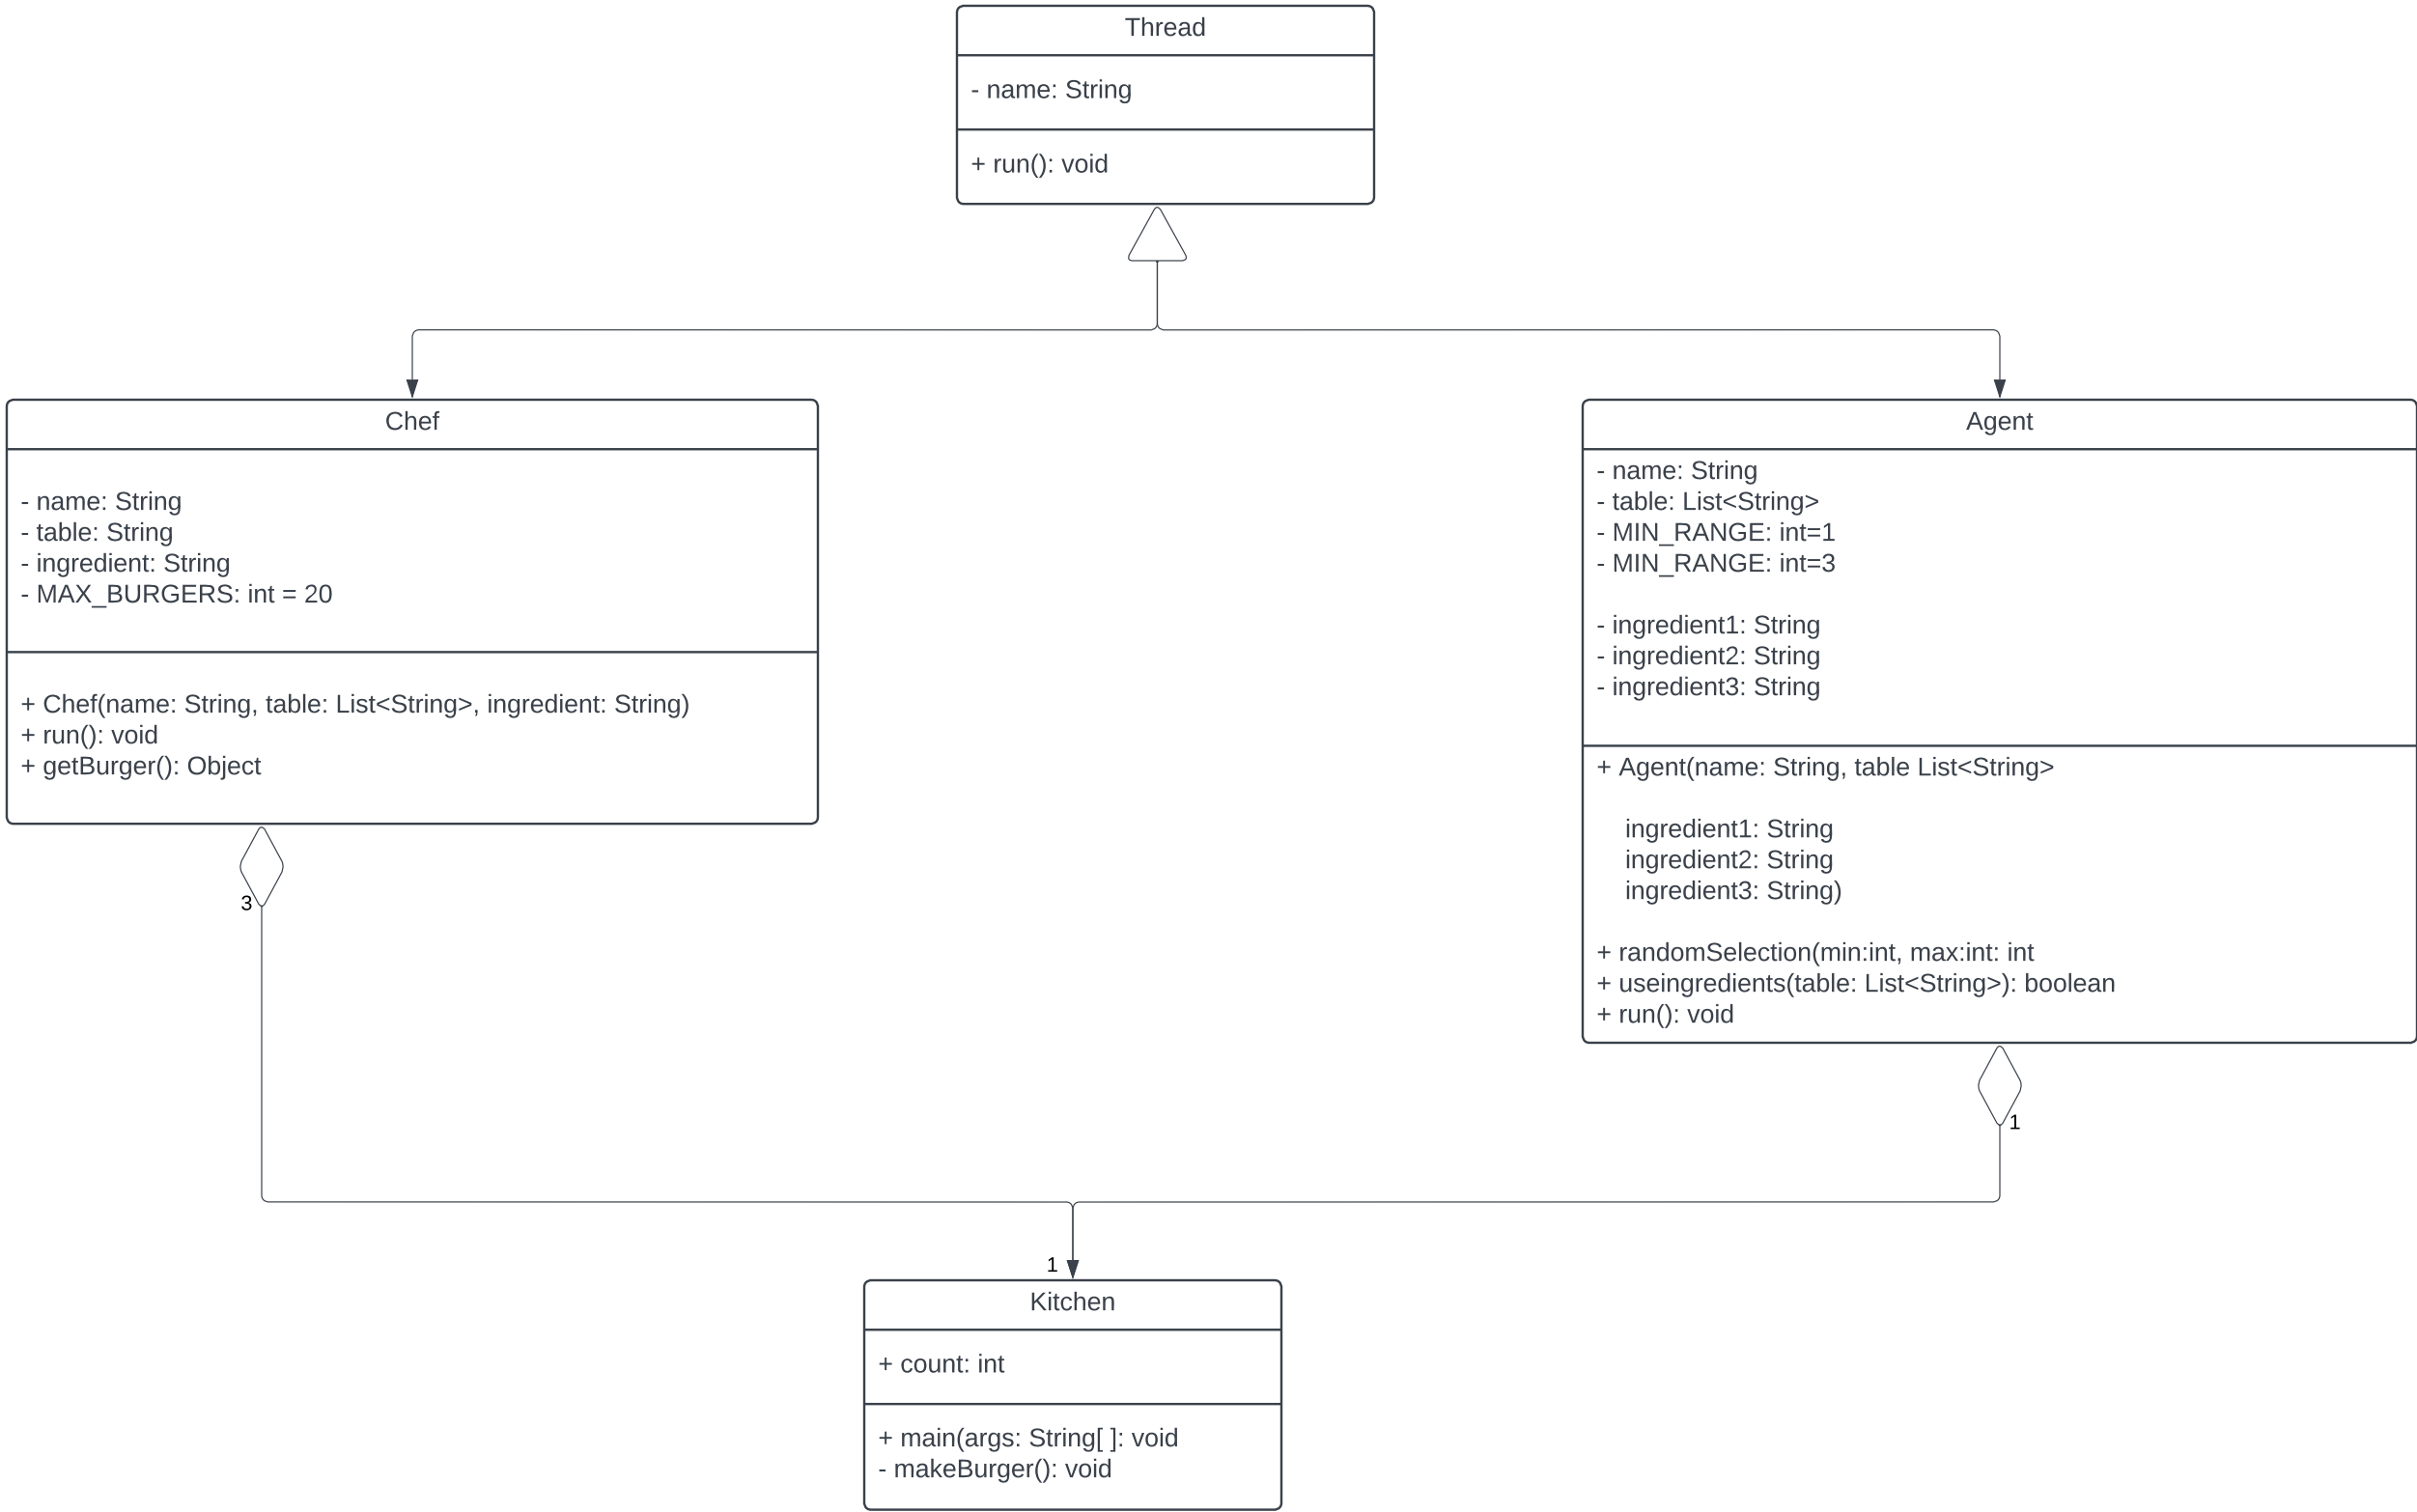 Thread
- name: String
+ run(): void
Chef
- name: String
- table: String
- ingredient: String
- MAX_BURGERS: int = 20
+ Chef(name: String, table: List<String>, ingredient: String)
+ run(): void
+ getBurger(): Object
3
Agent
- name: String
- table: List<String>
- MIN_RANGE: int=1
- MIN_RANGE: int=3
- ingredient1: String
- ingredient2: String
- ingredient3: String
+ Agent(name: String, table List<String>
ingredient1: String
ingredient2: String
ingredient3: String)
+ randomSelection(min:int, max:int: int
+ useingredients(table: List<String>): boolean
+ run(): void
1
1
Kitchen
+ count: int
+ main(args: String[ ]: void
- makeBurger(): void